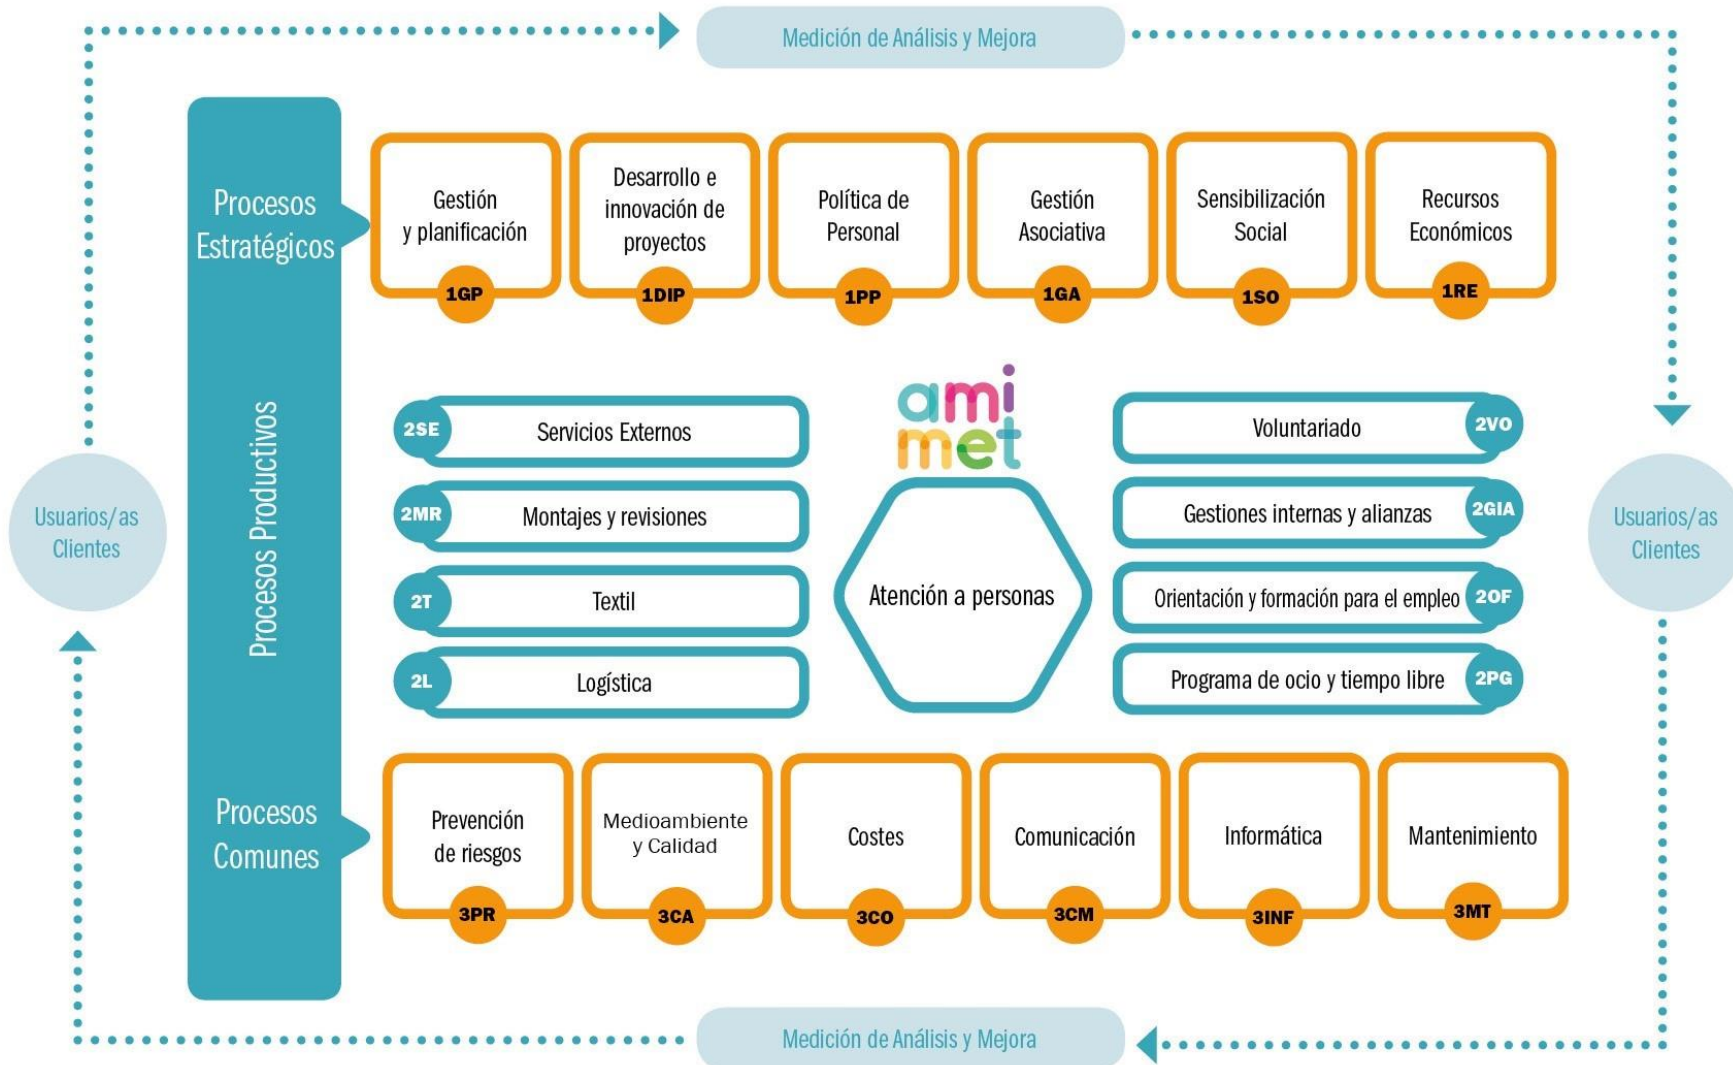 Medición de Análisis y Mejora
Procesos
Estratégicos
Gestión
y planificación
1GP
Desarrollo e
innovación de
proyectos
1DIP
Política de
Personal
1PP
Gestión
Asociativa
1GA
Sensibilización
Social
1SO
Recursos
Económicos
1RE
Usuarios/as
Clientes
Procesos Productivos
2SE
Servicios Externos
2MR
Montajes y revisiones
2T
Textil
2L
Logística
ami
met
Atención a personas
Voluntariado
2VO
Gestiones internas y alianzas
2GIA
Orientación y formación para el empleo
2OF
Programa de ocio y tiempo libre
2PG
Usuarios/as
Clientes
Procesos
Comunes
Prevención
de riesgos
3PR
Medioambiente
y Calidad
3CA
Costes
3CO
Comunicación
3CM
Informática
3INF
Mantenimiento
3MT
Medición de Análisis y Mejora